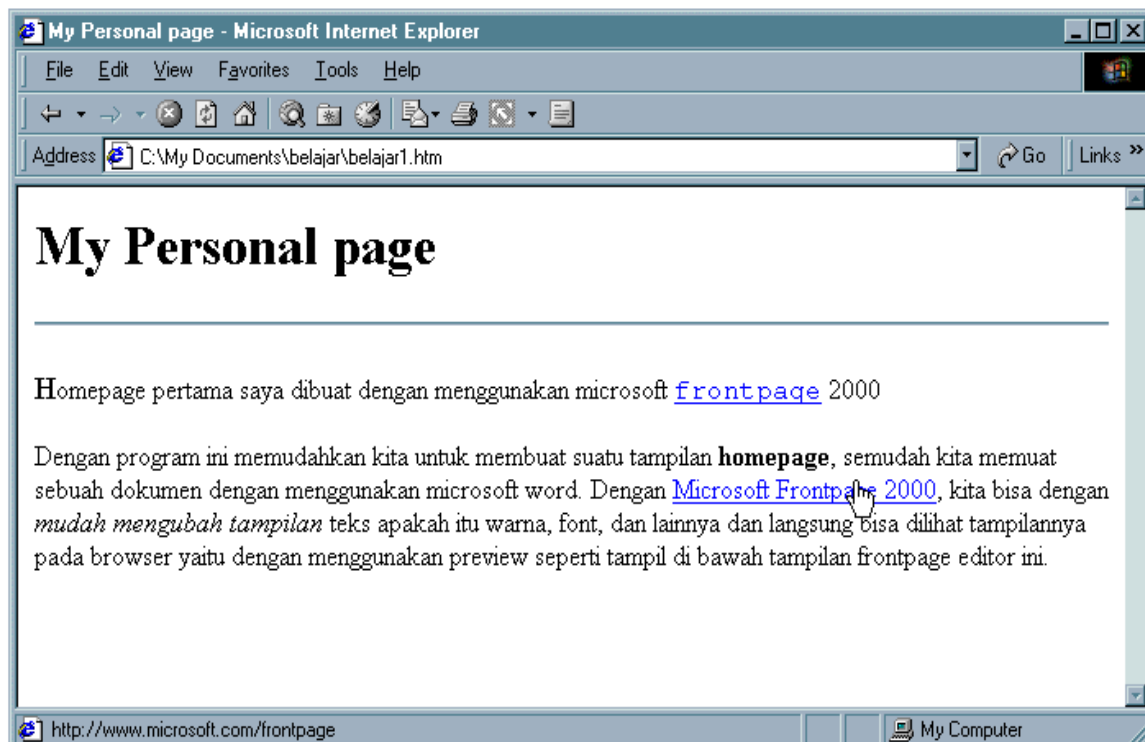 My Personal page - Microsoft Internet Explorer
File Edit View Favorites Tools Help
Address C:\My Documents\belajar\belajar1.htm Go Links »
My Personal page
Homepage pertama saya dibuat dengan menggunakan microsoft frontpage 2000
Dengan program ini memudahkan kita untuk membuat suatu tampilan homepage, semudah kita memuat
sebuah dokumen dengan menggunakan microsoft word. Dengan Microsoft Frontpage 2000, kita bisa dengan
mudah mengubah tampilan teks apakah itu warna, font, dan lainnya dan langsung bisa dilihat tampilannya
pada browser yaitu dengan menggunakan preview seperti tampil di bawah tampilan frontpage editor ini.
http://www.microsoft.com/frontpage My Computer